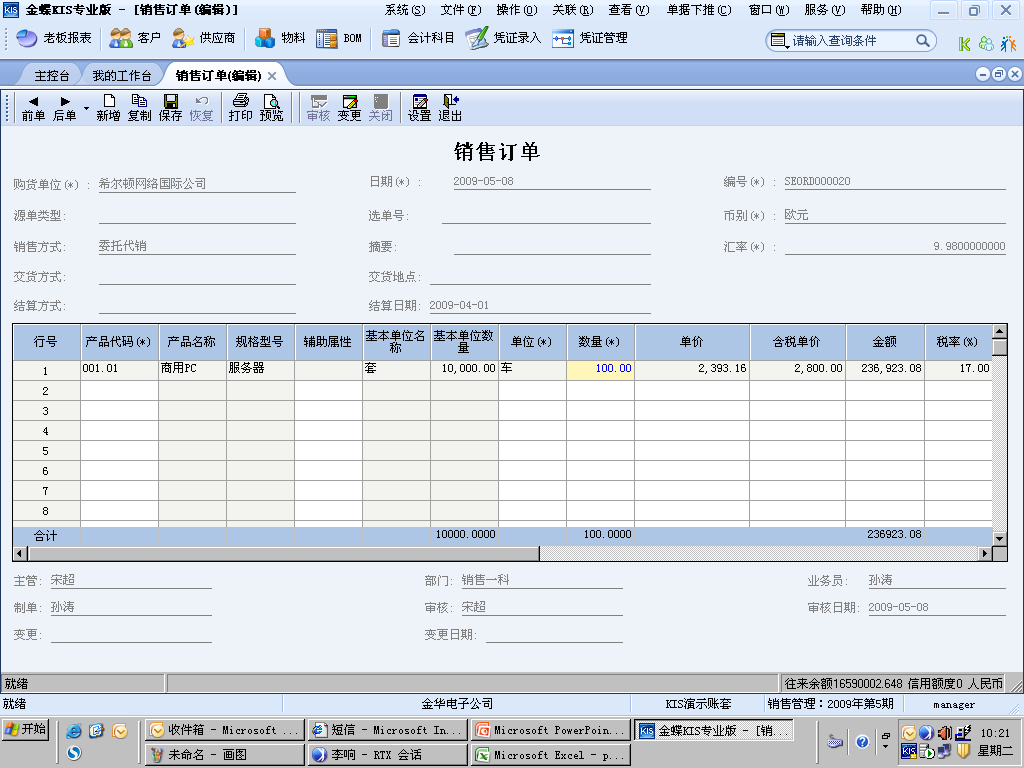 金蝶KIS专业版 - [销售订单(编辑)] 系统(S) 文件(F) 操作(O) 关联(R) 查看(V) 单据下推(C) 窗口(W) 服务(V) 帮助(H)
老板报表 客户 供应商 物料 BOM 会计科目 凭证录入 凭证管理 请输入查询条件
主控台 我的工作台 销售订单(编辑)
前单 后单 新增 复制 保存 恢复 打印 预览 审核 变更 关闭 设置 退出
销售订单
购货单位(*) : 希尔顿网络国际公司 日期(*) : 2009-05-08 编号(*) : SEORD000020
源单类型: 选单号: 币别(*) : 欧元
销售方式: 委托代销 摘要: 汇率(*) : 9.9800000000
交货方式: 交货地点:
结算方式: 结算日期: 2009-04-01
行号 产品代码(*) 产品名称 规格型号 辅助属性 基本单位名称 基本单位数量 单位(*) 数量(*) 单价 含税单价 金额 税率(%)
1 001.01 商用PC 服务器 套 10,000.00 车 100.00 2,393.16 2,800.00 236,923.08 17.00
2
3
4
5
6
7
8
合计 10000.0000 100.0000 236923.08
主管: 宋超 部门: 销售一科 业务员: 孙涛
制单: 孙涛 审核: 宋超 审核日期: 2009-05-08
变更: 变更日期:
就绪 往来余额16590002.648 信用额度0 人民币
就绪 金华电子公司 KIS演示账套 销售管理：2009年第5期 manager
开始 收件箱 - Microsoft ... 短信 - Microsoft In... Microsoft PowerPoin... 金蝶KIS专业版 - [销... 10:21
未命名 - 画图 李响 - RTX 会话 Microsoft Excel - p... 星期二